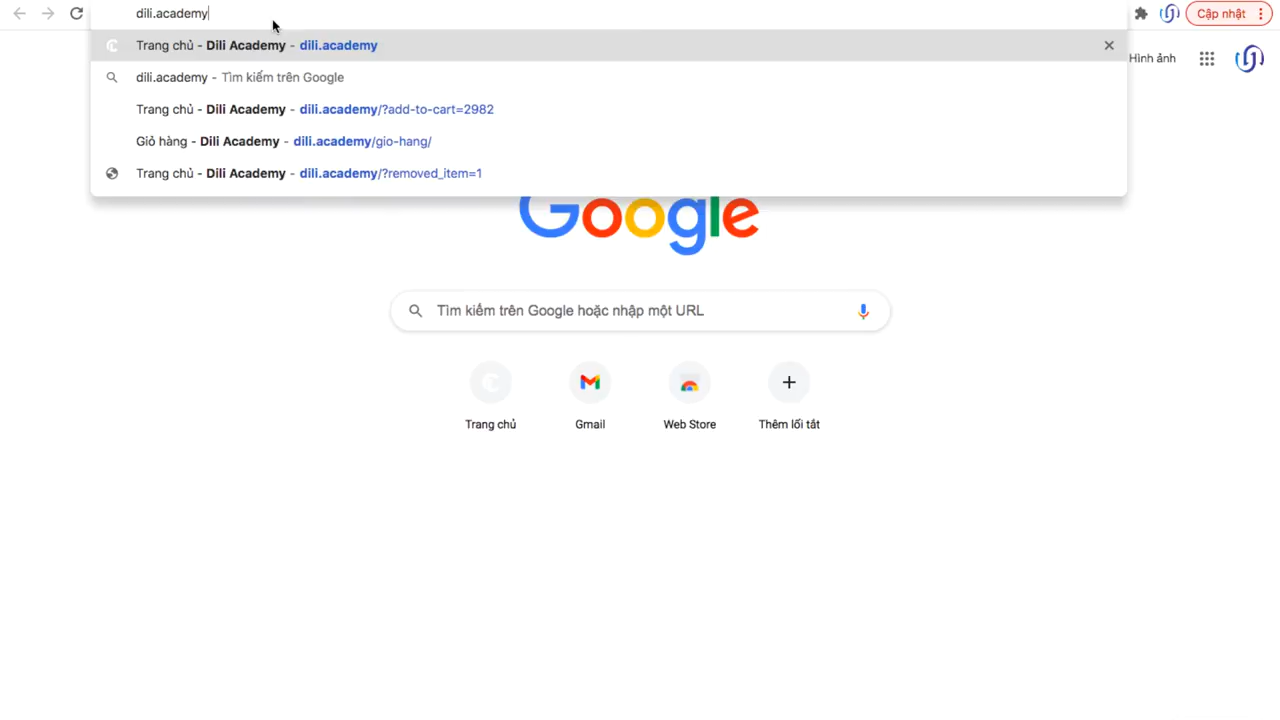 dili.academy
Cập nhật
Trang chủ - Dili Academy - dili.academy
Hình ảnh
dili.academy - Tìm kiếm trên Google
Trang chủ - Dili Academy - dili.academy/?add-to-cart=2982
Giỏ hàng - Dili Academy - dili.academy/gio-hang/
Trang chủ - Dili Academy - dili.academy/?removed_item=1
Google
Tìm kiếm trên Google hoặc nhập một URL
Trang chủ
Gmail
Web Store
Thêm lối tắt